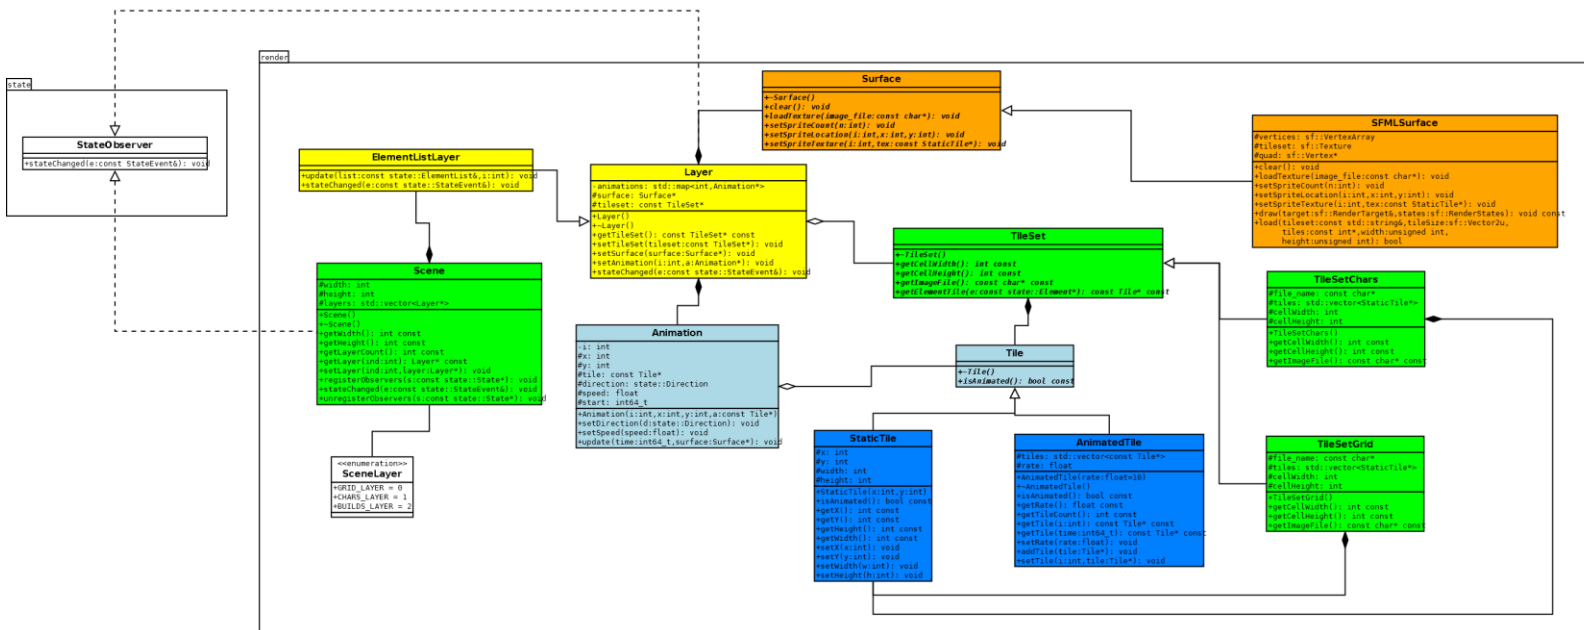 render
state
StateObserver
+stateChanged(e:const StateEvent&): void
ElementListLayer
+update(list:const state::ElementList&,i:int): void
+stateChanged(e:const state::StateEvent&): void
Scene
#width: int
#height: int
#layers: std::vector<Layer*>
+Scene()
+~Scene()
+getWidth(): int const
+getHeight(): int const
+getLayerCount(): int const
+getLayer(ind:int): Layer* const
+setLayer(ind:int,layer:Layer*): void
+registerObservers(s:const state::State*): void
+stateChanged(e:const state::StateEvent&): void
+unregisterObservers(s:const state::State*): void
<<enumeration>>
SceneLayer
+GRID_LAYER = 0
+CHARS_LAYER = 1
+BUILDS_LAYER = 2
Surface
+~Surface()
+clear(): void
+loadTexture(image_file:const char*): void
+setSpriteCount(n:int): void
+setSpriteLocation(i:int,x:int,y:int): void
+setSpriteTexture(i:int,tex:const StaticTile*): void
Layer
-animations: std::map<int,Animation*>
#surface: Surface*
#tileset: const TileSet*
+Layer()
+~Layer()
+getTileSet(): const TileSet* const
+setTileSet(tileset:const TileSet*): void
+setSurface(surface:Surface*): void
+setAnimation(i:int,a:Animation*): void
+stateChanged(e:const state::StateEvent&): void
Animation
-i: int
#x: int
#y: int
#tile: const Tile*
#direction: state::Direction
#speed: float
#start: int64_t
+Animation(i:int,x:int,y:int,a:const Tile*)
+setDirection(d:state::Direction): void
+setSpeed(speed:float): void
+update(time:int64_t,surface:Surface*): void
TileSet
+~TileSet()
+getCellWidth(): int const
+getCellHeight(): int const
+getImageFile(): const char* const
+getElementTile(e:const state::Element*): const Tile* const
Tile
+~Tile()
+isAnimated(): bool const
StaticTile
#x: int
#y: int
#width: int
#height: int
+StaticTile(x:int,y:int)
+isAnimated(): bool const
+getX(): int const
+getY(): int const
+getHeight(): int const
+getWidth(): int const
+setX(x:int): void
+setY(y:int): void
+setWidth(w:int): void
+setHeight(h:int): void
AnimatedTile
#tiles: std::vector<const Tile*>
#rate: float
+AnimatedTile(rate:float=10)
+~AnimatedTile()
+isAnimated(): bool const
+getRate(): float const
+getTileCount(): int const
+getTile(i:int): const Tile* const
+getTile(time:int64_t): const Tile* const
+setRate(rate:float): void
+addTile(tile:Tile*): void
+setTile(i:int,tile:Tile*): void
SFMLSurface
#vertices: sf::VertexArray
#tileset: sf::Texture
#quad: sf::Vertex*
+clear(): void
+loadTexture(image_file:const char*): void
+setSpriteCount(n:int): void
+setSpriteLocation(i:int,x:int,y:int): void
+setSpriteTexture(i:int,tex:const StaticTile*): void
+draw(target:sf::RenderTarget&,states:sf::RenderStates): void const
+load(tileset:const std::string&,tileSize:sf::Vector2u,
tiles:const int*,width:unsigned int,
height:unsigned int): bool
TileSetChars
#file_name: const char*
#tiles: std::vector<StaticTile*>
#cellWidth: int
#cellHeight: int
+TileSetChars()
+getCellWidth(): int const
+getCellHeight(): int const
+getImageFile(): const char* const
TileSetGrid
#file_name: const char*
#tiles: std::vector<StaticTile*>
#cellWidth: int
#cellHeight: int
+TileSetGrid()
+getCellWidth(): int const
+getCellHeight(): int const
+getImageFile(): const char* const